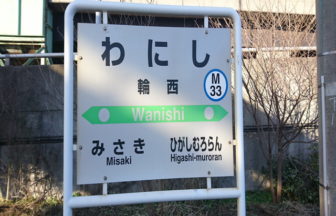 わにし
輪西
M
33
Wanishi
みさき
Misaki
ひがしむろらん
Higashi-muroran